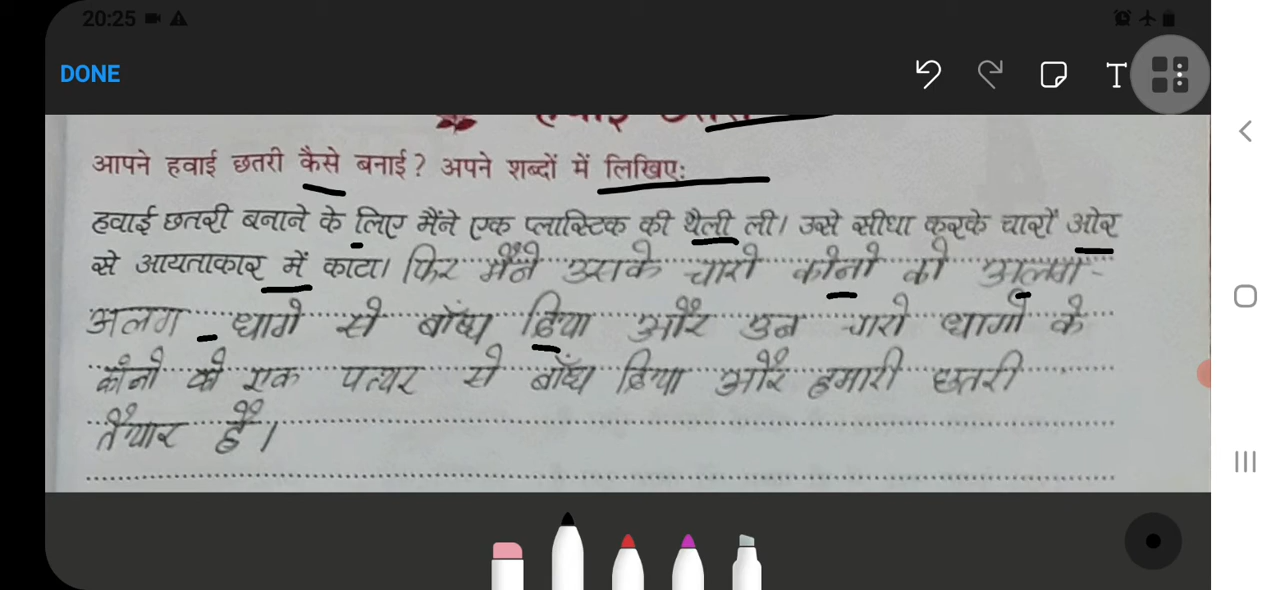 20:25
DONE
T
आपने हवाई छतरी कैसे बनाई? अपने शब्दों में लिखिए:
हवाई छतरी बनाने के लिए मैंने एक प्लास्टिक की थैली ली। उसे सीधा करके चारों ओर
से आयताकार में काटा। फिर मैंने उसके चारो कोनो को अलग-
अलग धागे से बाँध दिया और उन चारो धागो के
कोनो को एक पत्थर से बाँध दिया और हमारी छतरी
तैयार है।